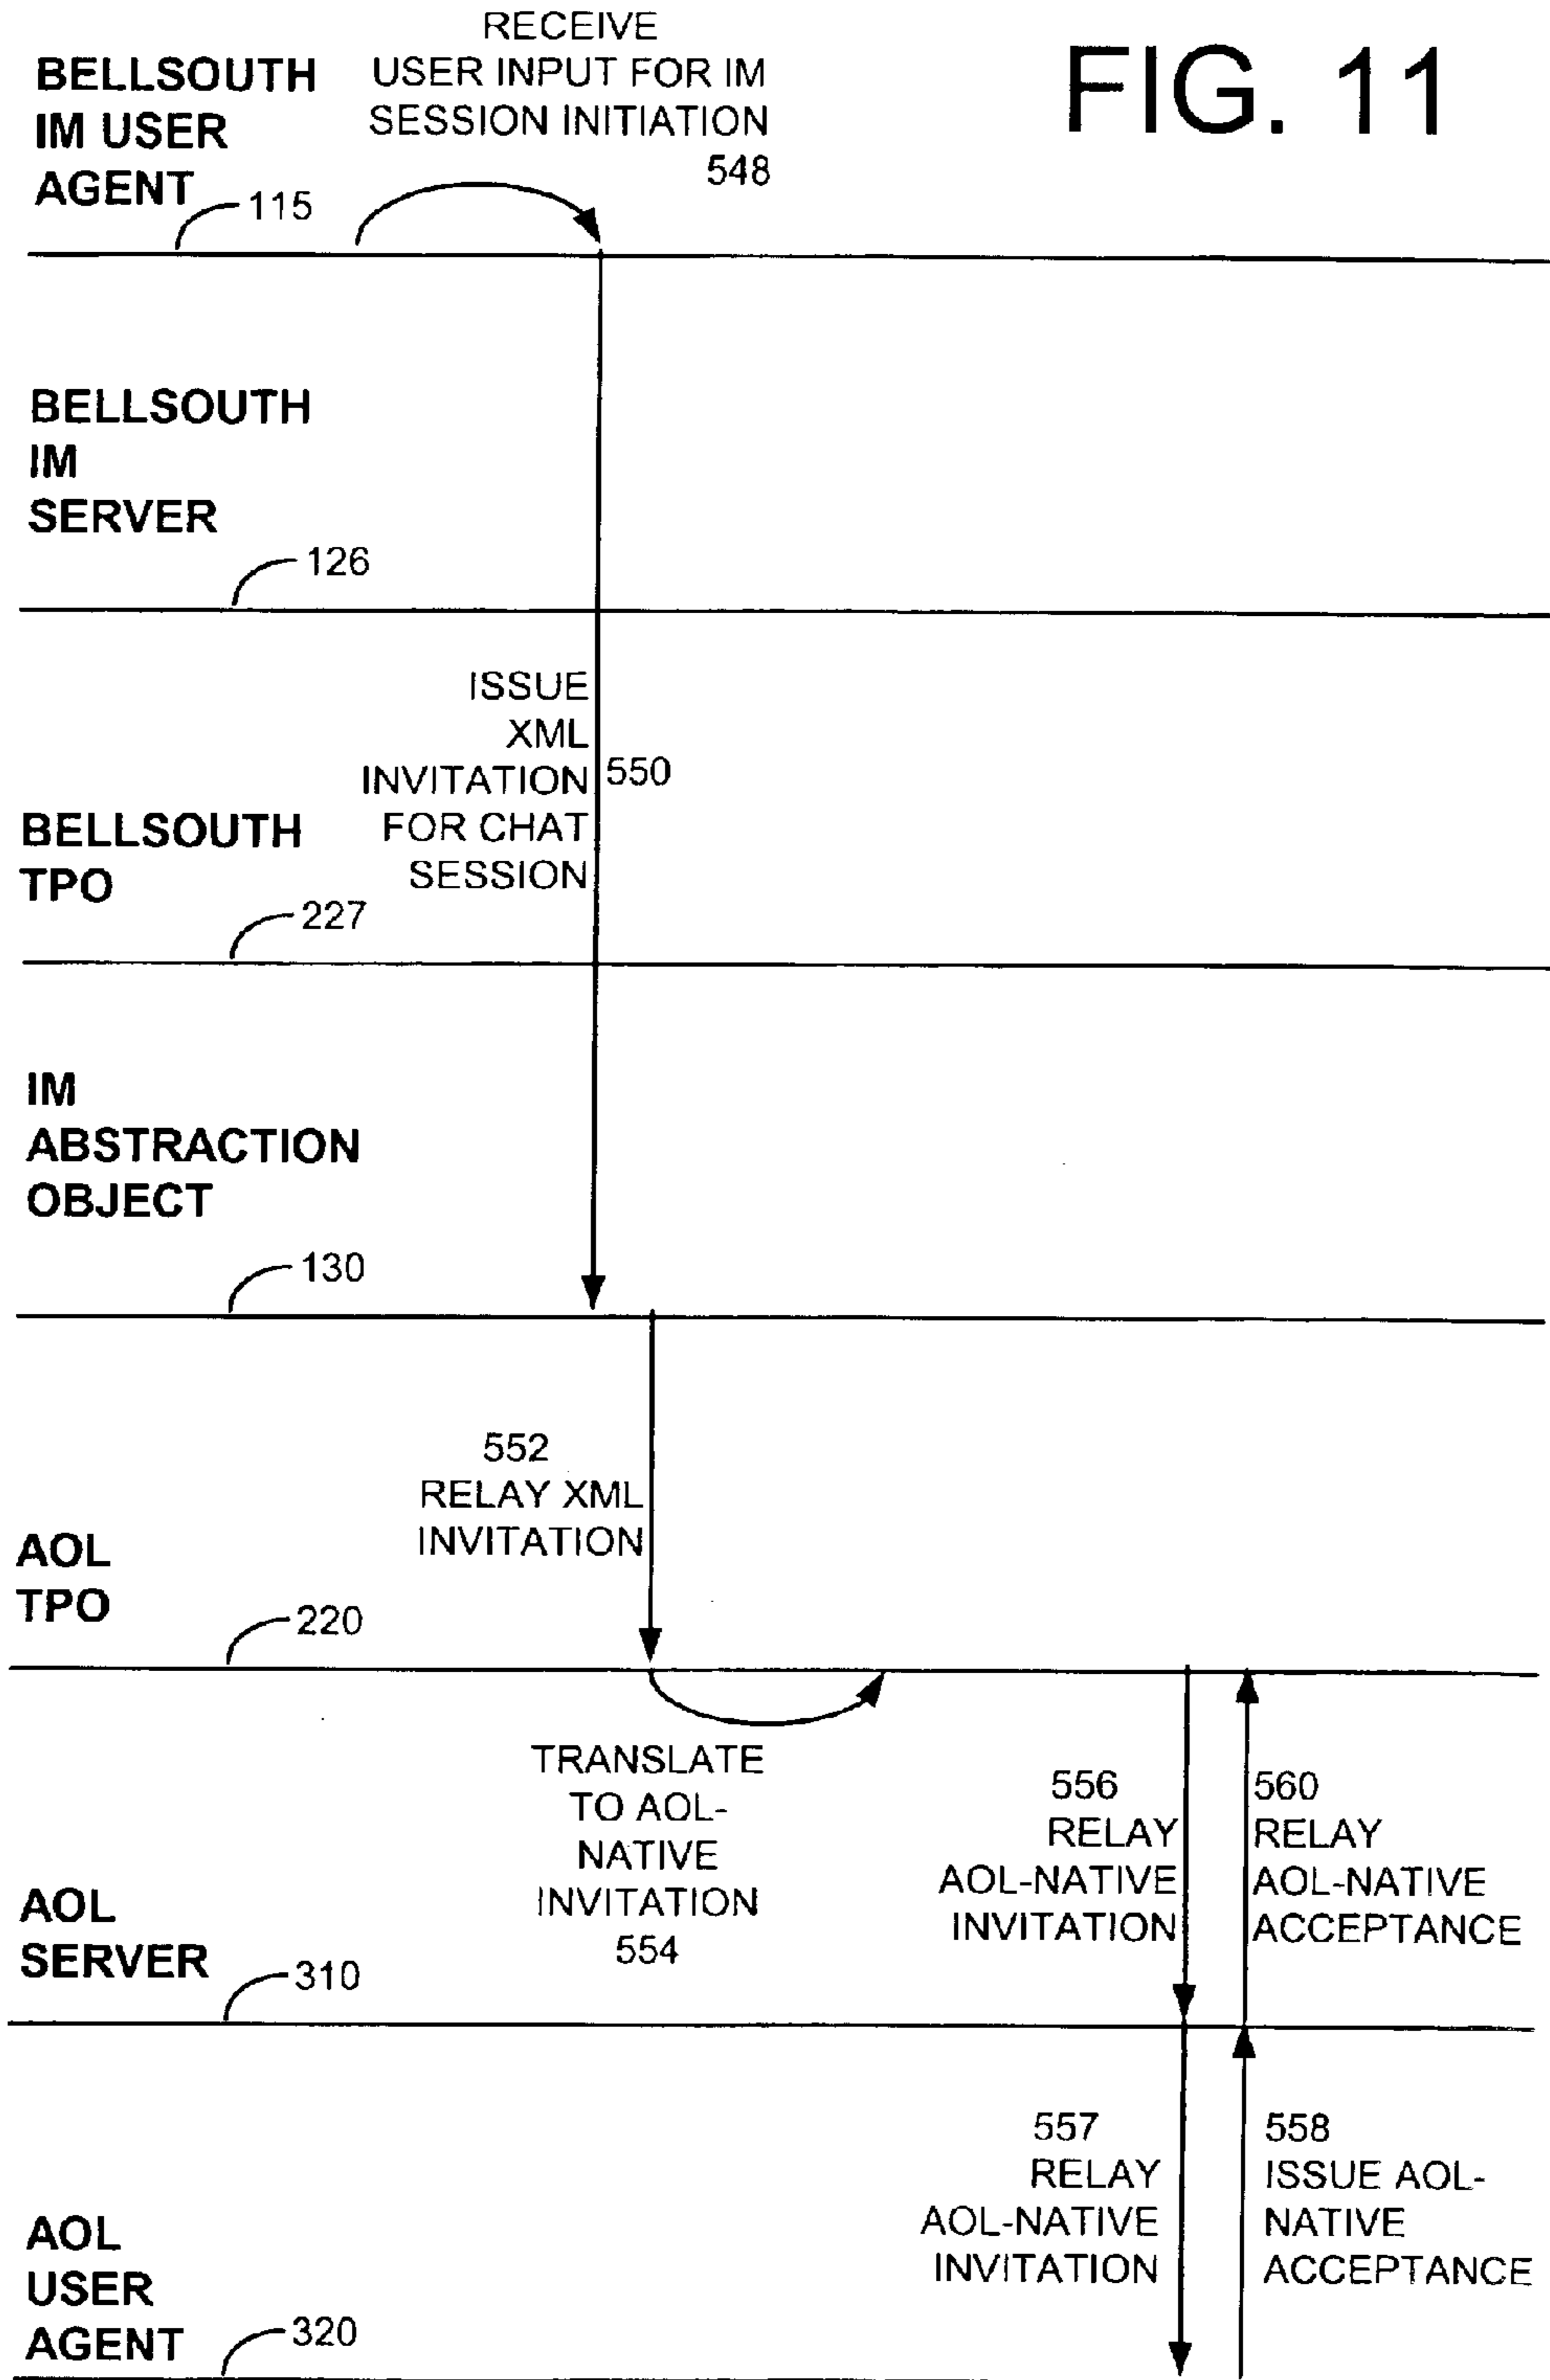 FIG. 11
BELLSOUTH
IM USER
AGENT
115
RECEIVE
USER INPUT FOR IM
SESSION INITIATION
548
BELLSOUTH
IM
SERVER
126
ISSUE
XML
INVITATION
FOR CHAT
SESSION
550
BELLSOUTH
TPO
227
IM
ABSTRACTION
OBJECT
130
552
RELAY XML
INVITATION
AOL
TPO
220
TRANSLATE
TO AOL-
NATIVE
INVITATION
554
556
RELAY
AOL-NATIVE
INVITATION
560
RELAY
AOL-NATIVE
ACCEPTANCE
AOL
SERVER
310
557
RELAY
AOL-NATIVE
INVITATION
558
ISSUE AOL-
NATIVE
ACCEPTANCE
AOL
USER
AGENT
320